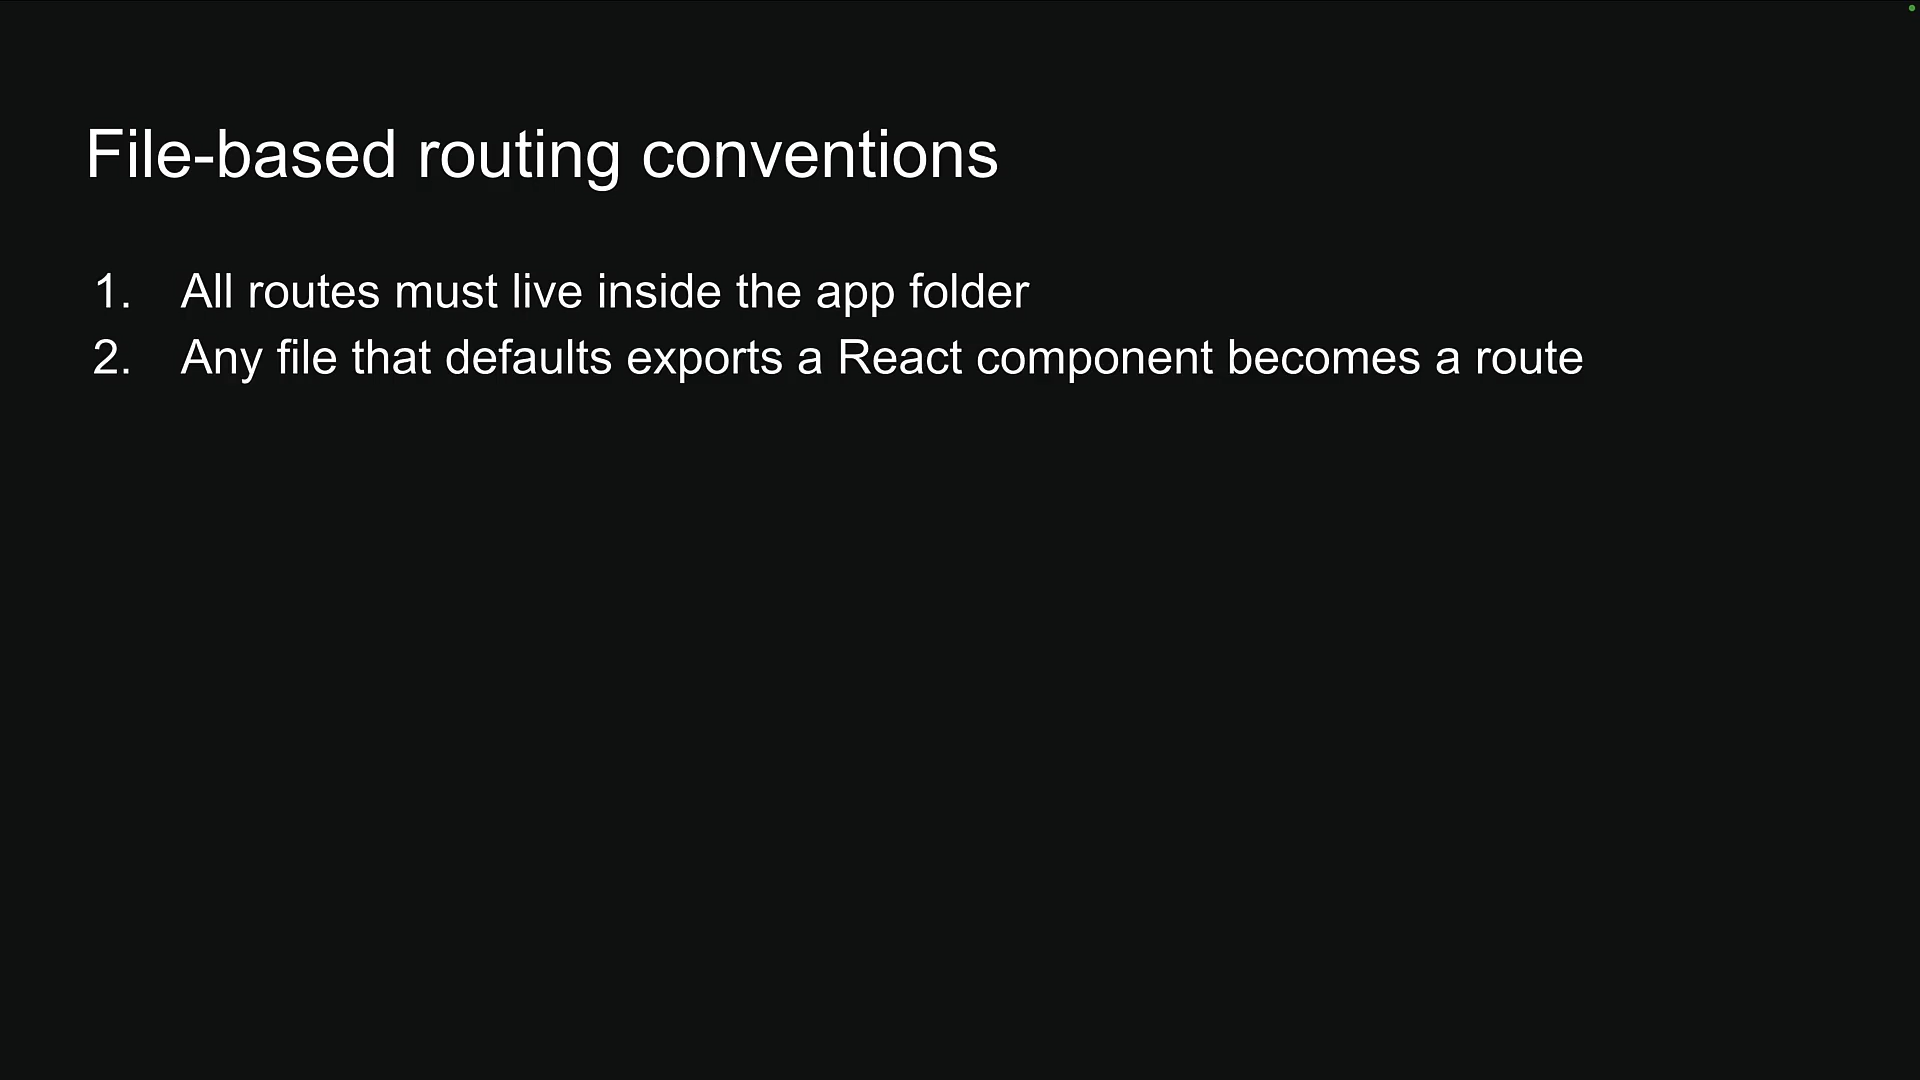 File-based routing conventions
1. All routes must live inside the app folder
2. Any file that defaults exports a React component becomes a route